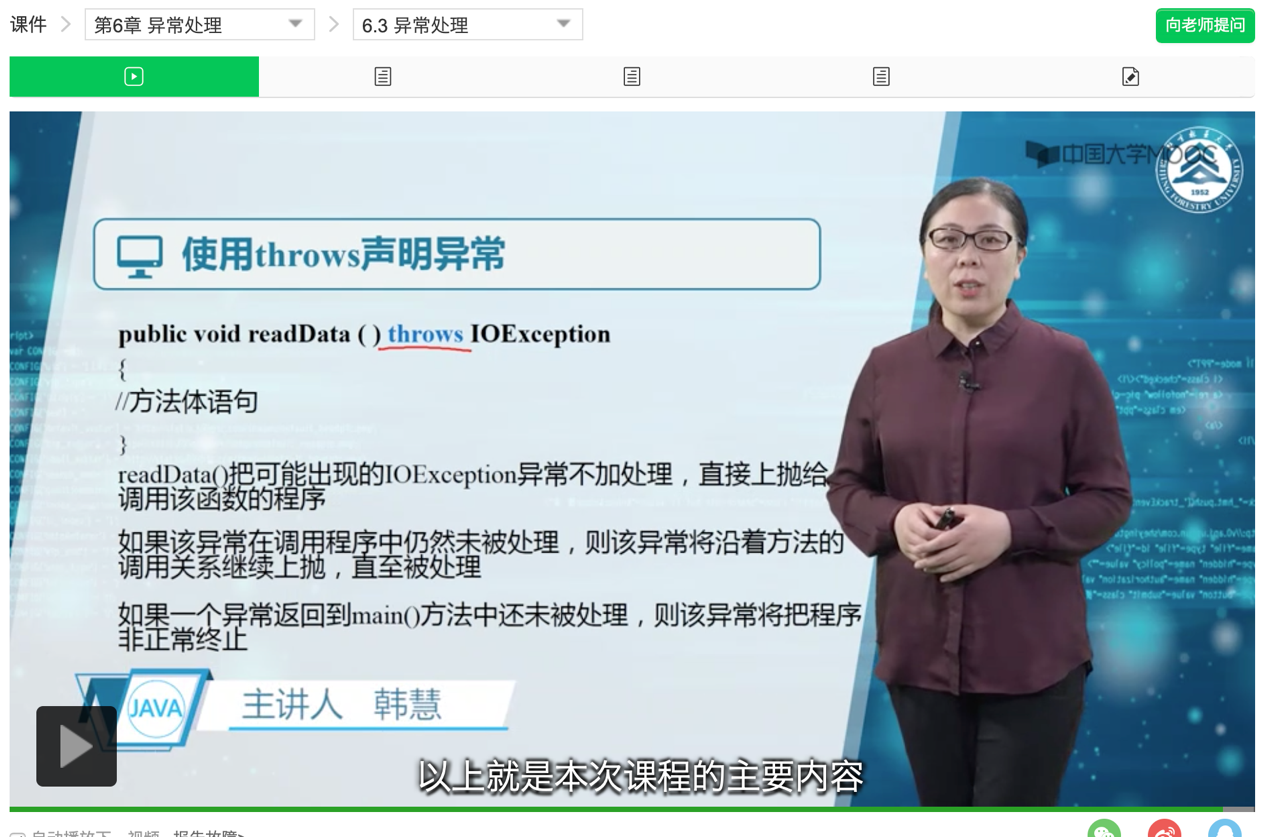 课件
第6章 异常处理
6.3 异常处理
向老师提问
中国大学MOOC
1952
使用throws声明异常
public void readData ( ) throws IOException
{
//方法体语句
}
readData()把可能出现的IOException异常不加处理，直接上抛给
调用该函数的程序
如果该异常在调用程序中仍然未被处理，则该异常将沿着方法的
调用关系继续上抛，直至被处理
如果一个异常返回到main()方法中还未被处理，则该异常将把程序
非正常终止
JAVA
主讲人 韩慧
以上就是本次课程的主要内容